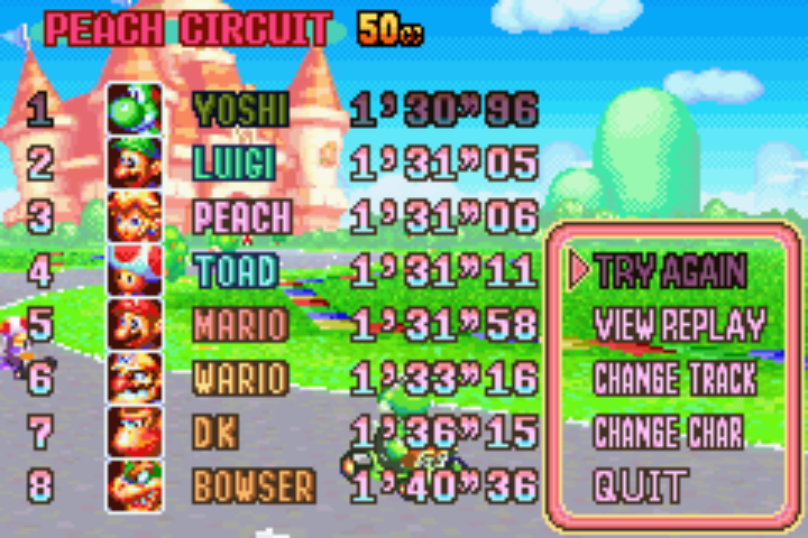 PEACH CIRCUIT 50cc
1 YOSHI 1'30"96
2 LUIGI 1'31"05
3 PEACH 1'31"06
4 TOAD 1'31"11
5 MARIO 1'31"58
6 WARIO 1'33"16
7 DK 1'36"15
8 BOWSER 1'40"36
TRY AGAIN
VIEW REPLAY
CHANGE TRACK
CHANGE CHAR
QUIT